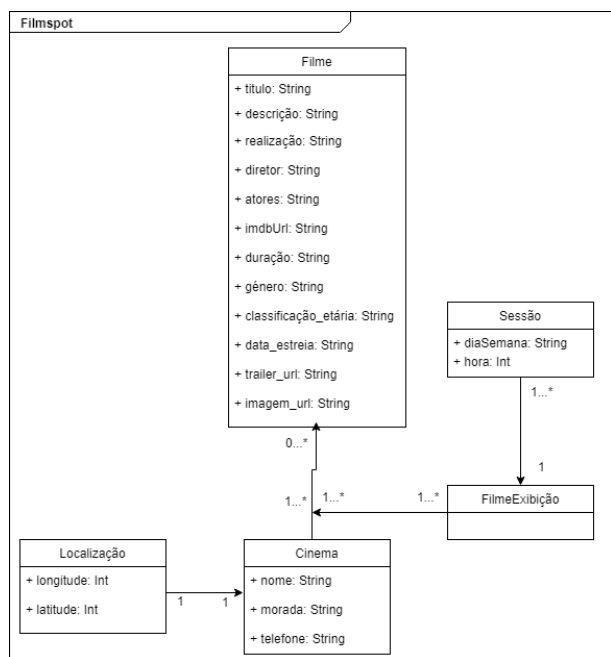 Filmspot
Filme
+ titulo: String
+ descrição: String
+ realização: String
+ diretor: String
+ atores: String
+ imdbUrl: String
+ duração: String
+ género: String
+ classificação_etária: String
+ data_estreia: String
+ trailer_url: String
+ imagem_url: String
Sessão
+ diaSemana: String
+ hora: Int
1...*
0...*
1
1...*
1...*
1...*
FilmeExibição
Localização
+ longitude: Int
+ latitude: Int
1
1
Cinema
+ nome: String
+ morada: String
+ telefone: String